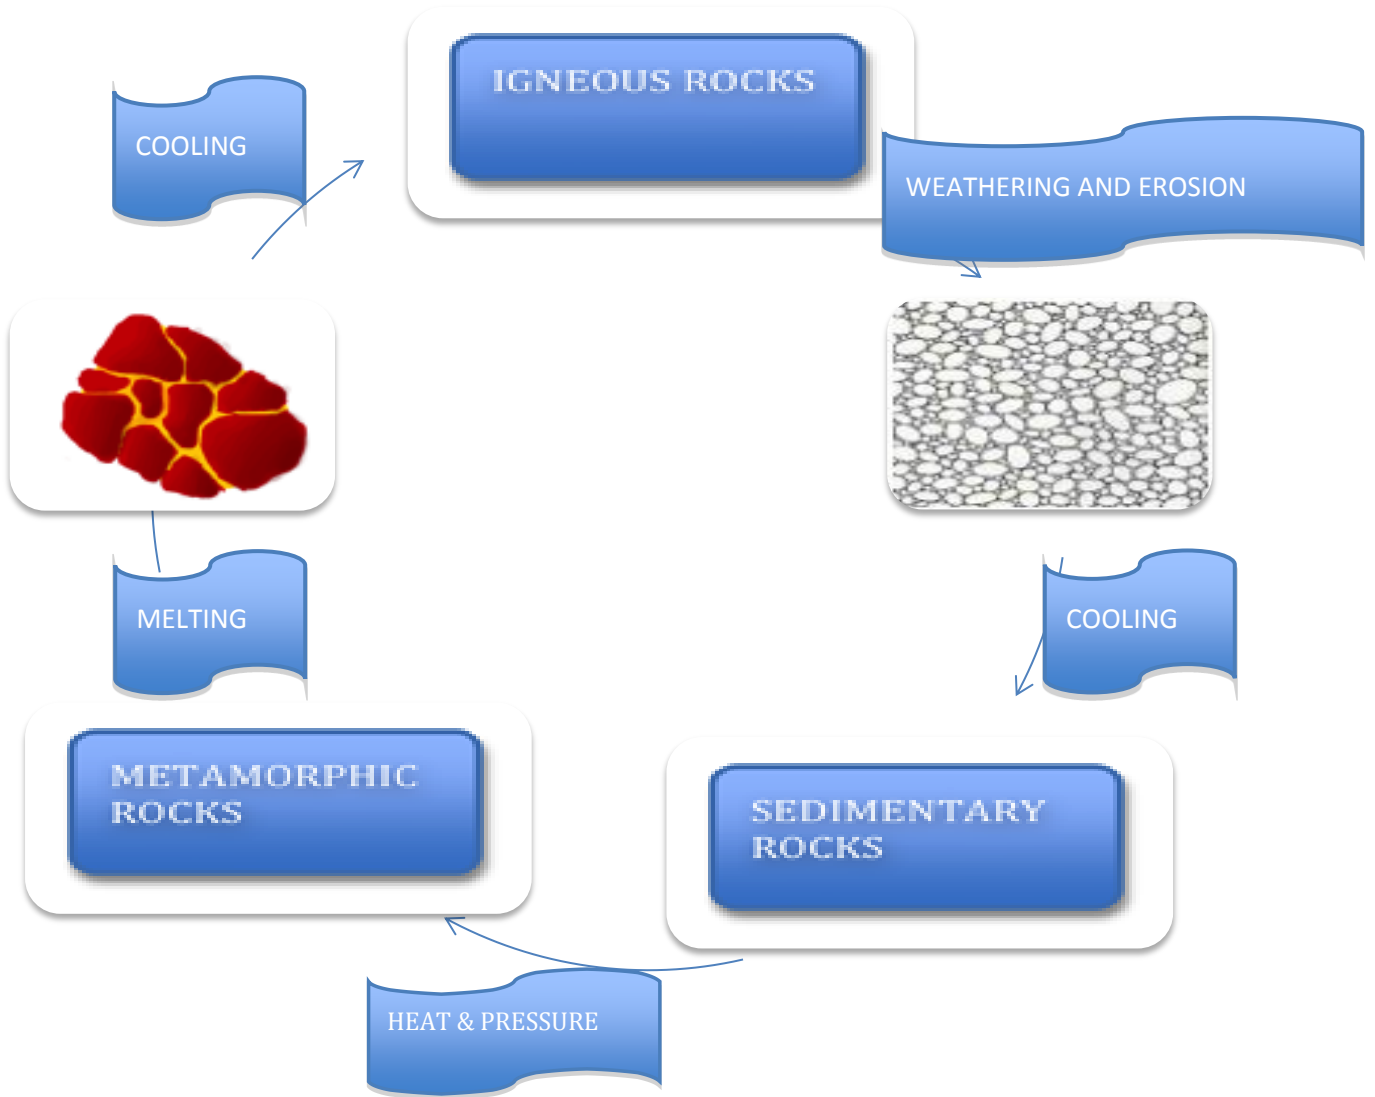 IGNEOUS ROCKS
COOLING
WEATHERING AND EROSION
MELTING
COOLING
METAMORPHIC
ROCKS
SEDIMENTARY
ROCKS
HEAT & PRESSURE